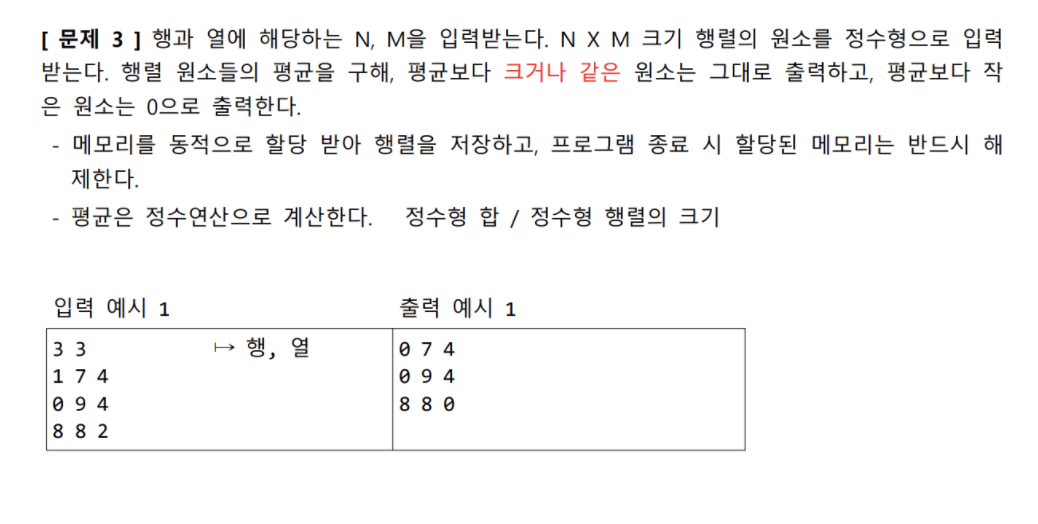 [ 문제 3 ] 행과 열에 해당하는 N, M을 입력받는다. N X M 크기 행렬의 원소를 정수형으로 입력
받는다. 행렬 원소들의 평균을 구해, 평균보다 크거나 같은 원소는 그대로 출력하고, 평균보다 작
은 원소는 0으로 출력한다.
- 메모리를 동적으로 할당 받아 행렬을 저장하고, 프로그램 종료 시 할당된 메모리는 반드시 해
제한다.
- 평균은 정수연산으로 계산한다. 정수형 합 / 정수형 행렬의 크기
입력 예시 1
3 3 ↦ 행, 열
1 7 4
0 9 4
8 8 2
출력 예시 1
0 7 4
0 9 4
8 8 0